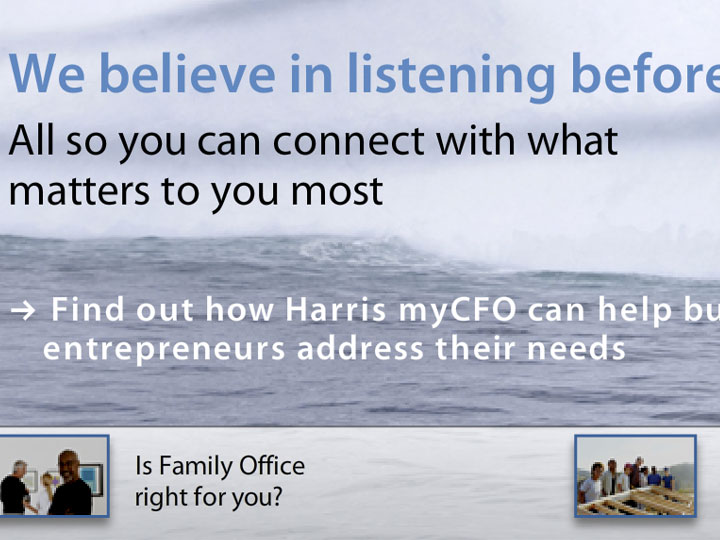 We believe in listening before
All so you can connect with what
matters to you most
→ Find out how Harris myCFO can help bu
entrepreneurs address their needs
Is Family Office
right for you?